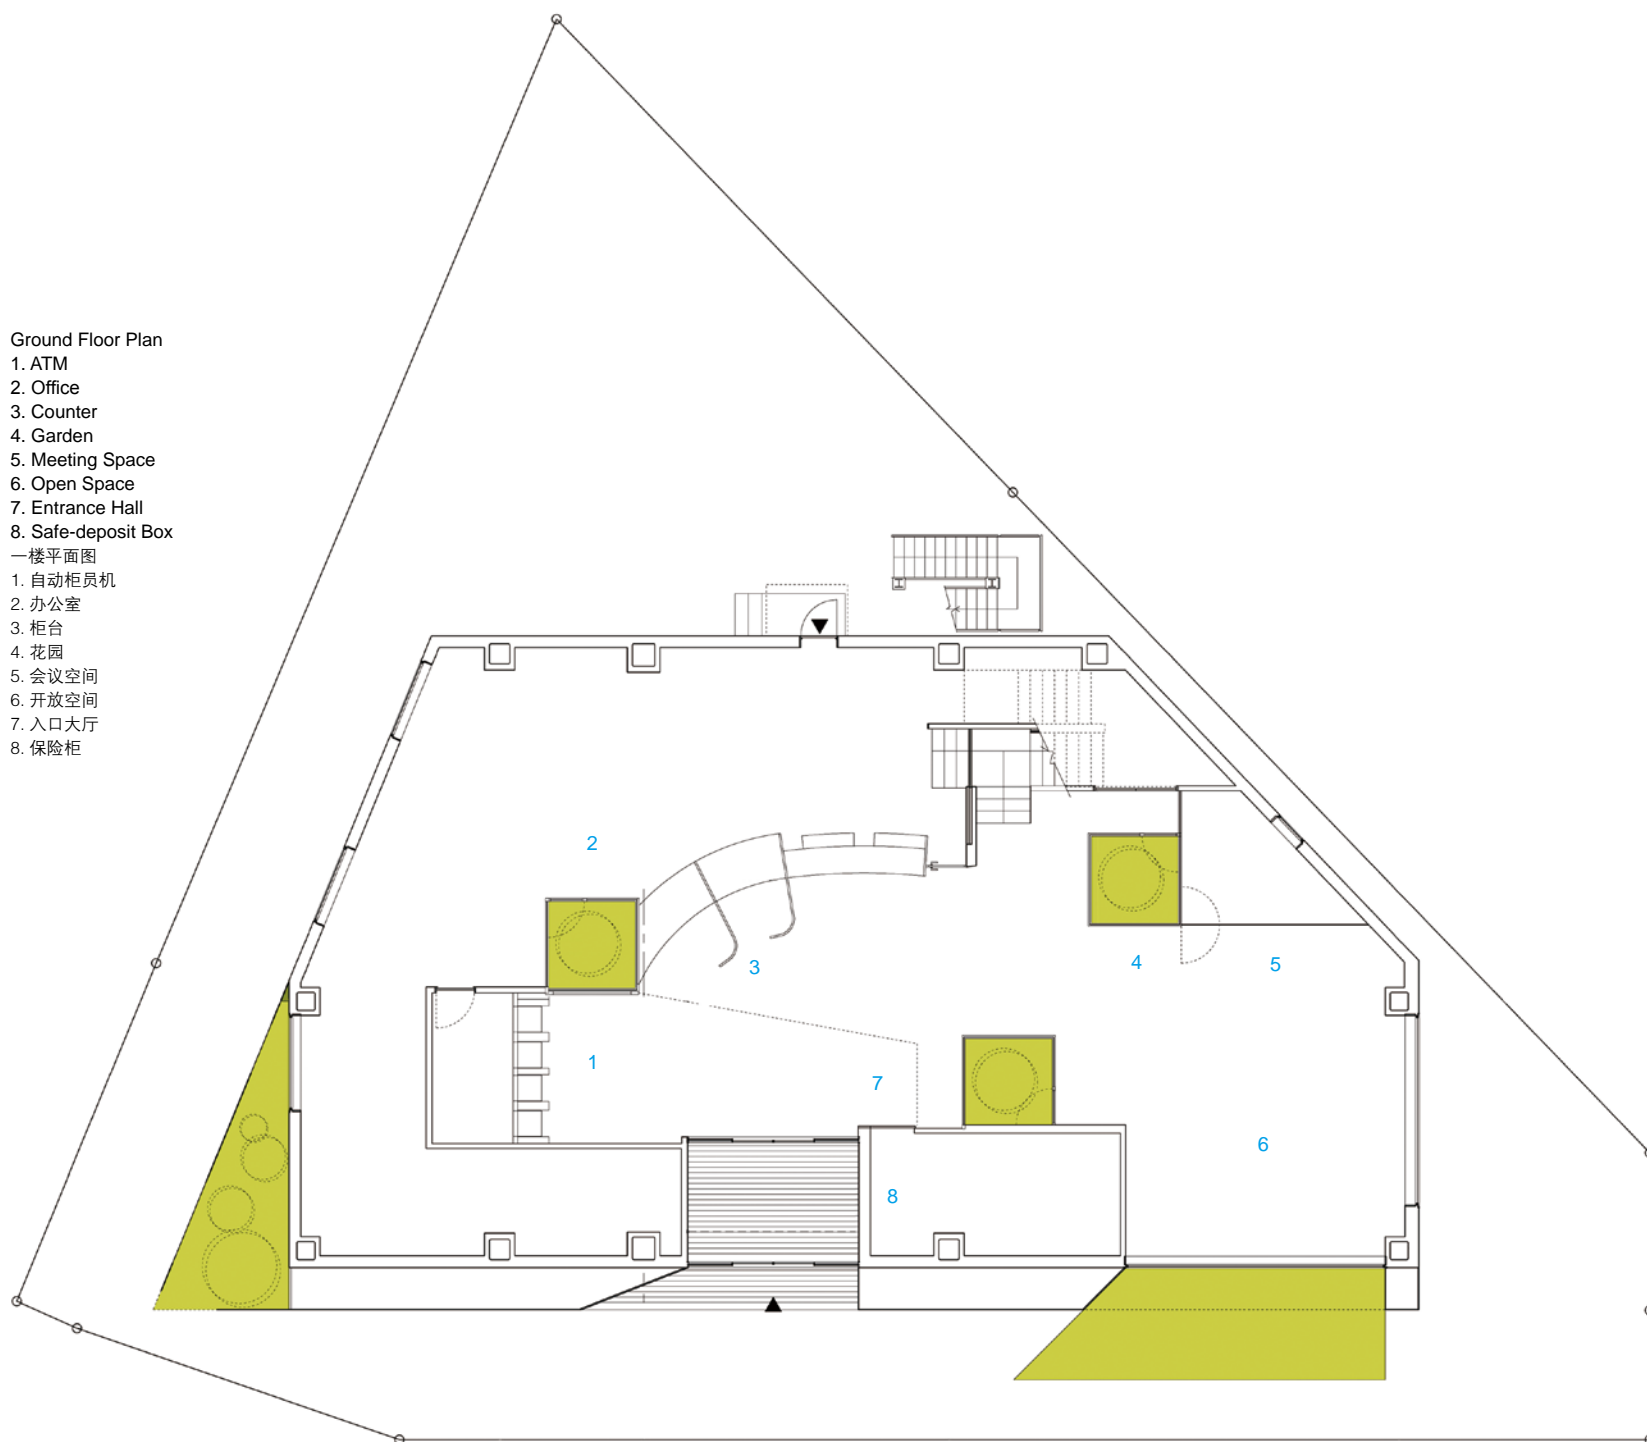 Ground Floor Plan
1. ATM
2. Office
3. Counter
4. Garden
5. Meeting Space
6. Open Space
7. Entrance Hall
8. Safe-deposit Box
一楼平面图
1. 自动柜员机
2. 办公室
3. 柜台
4. 花园
5. 会议空间
6. 开放空间
7. 入口大厅
8. 保险柜
2
3
4
5
1
7
6
8